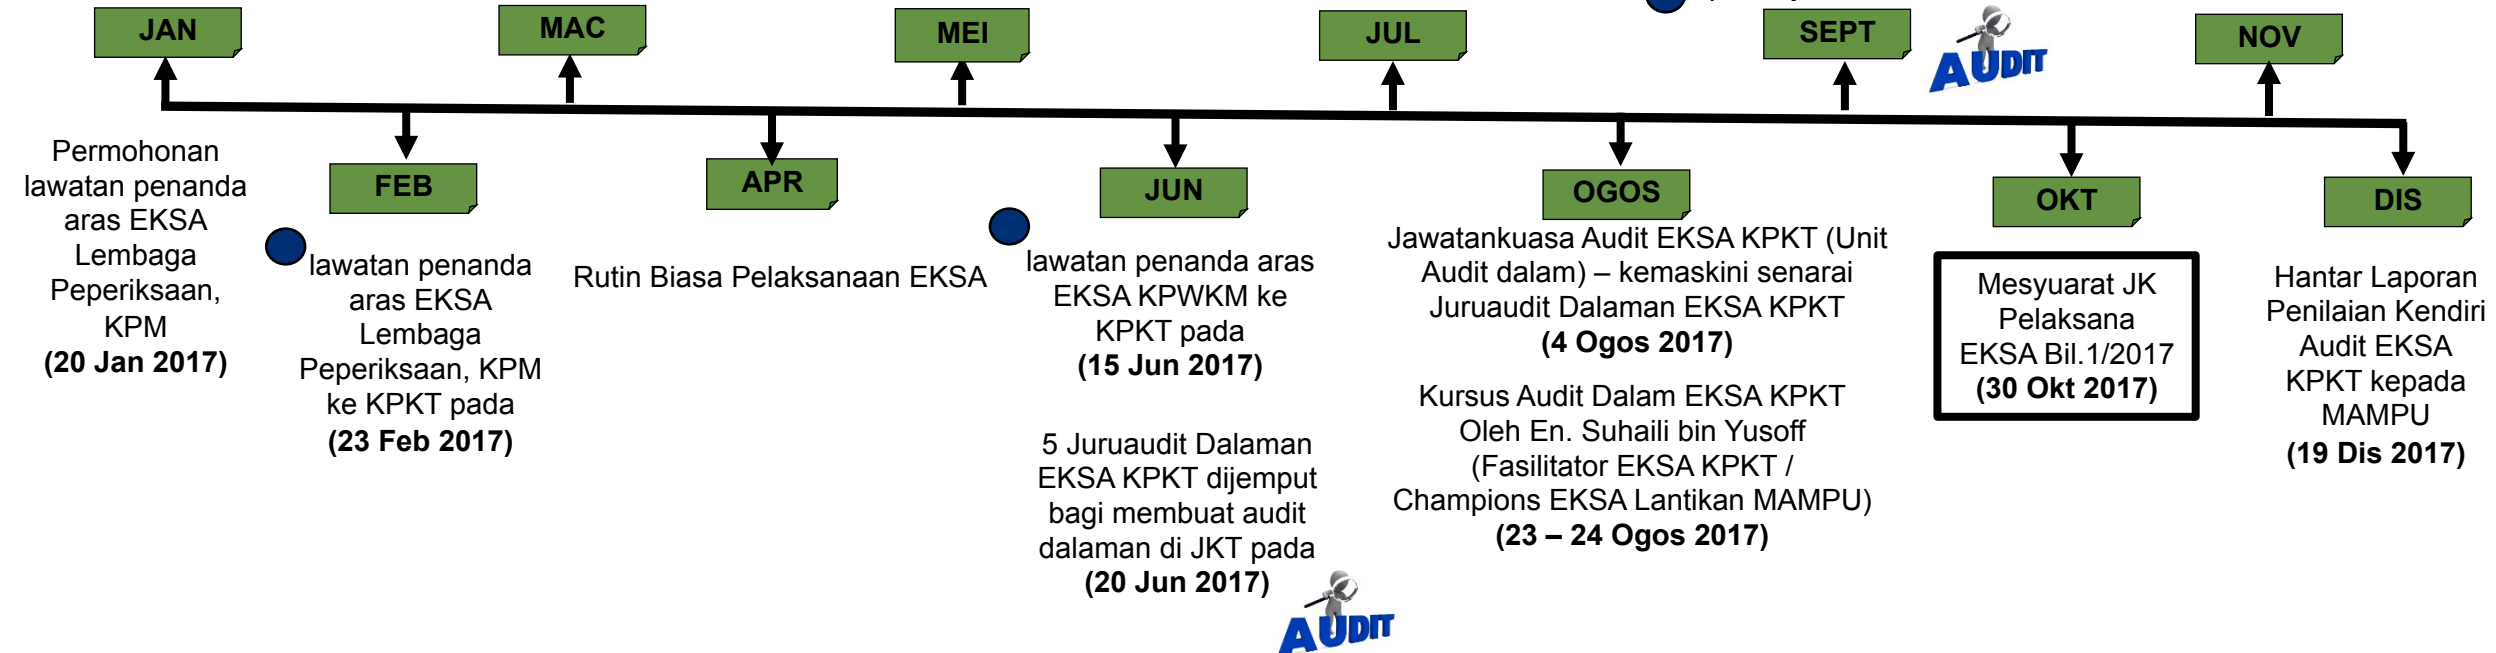 JAN
MAC
MEI
JUL
SEPT
AUDIT
NOV
Permohonan
lawatan penanda
aras EKSA
Lembaga
Peperiksaan,
KPM
(20 Jan 2017)
FEB
lawatan penanda
aras EKSA
Lembaga
Peperiksaan, KPM
ke KPKT pada
(23 Feb 2017)
APR
Rutin Biasa Pelaksanaan EKSA
JUN
lawatan penanda aras
EKSA KPWKM ke
KPKT pada
(15 Jun 2017)
5 Juruaudit Dalaman
EKSA KPKT dijemput
bagi membuat audit
dalaman di JKT pada
(20 Jun 2017)
AUDIT
OGOS
Jawatankuasa Audit EKSA KPKT (Unit
Audit dalam) – kemaskini senarai
Juruaudit Dalaman EKSA KPKT
(4 Ogos 2017)
Kursus Audit Dalam EKSA KPKT
Oleh En. Suhaili bin Yusoff
(Fasilitator EKSA KPKT /
Champions EKSA Lantikan MAMPU)
(23 – 24 Ogos 2017)
OKT
Mesyuarat JK
Pelaksana
EKSA Bil.1/2017
(30 Okt 2017)
DIS
Hantar Laporan
Penilaian Kendiri
Audit EKSA
KPKT kepada
MAMPU
(19 Dis 2017)